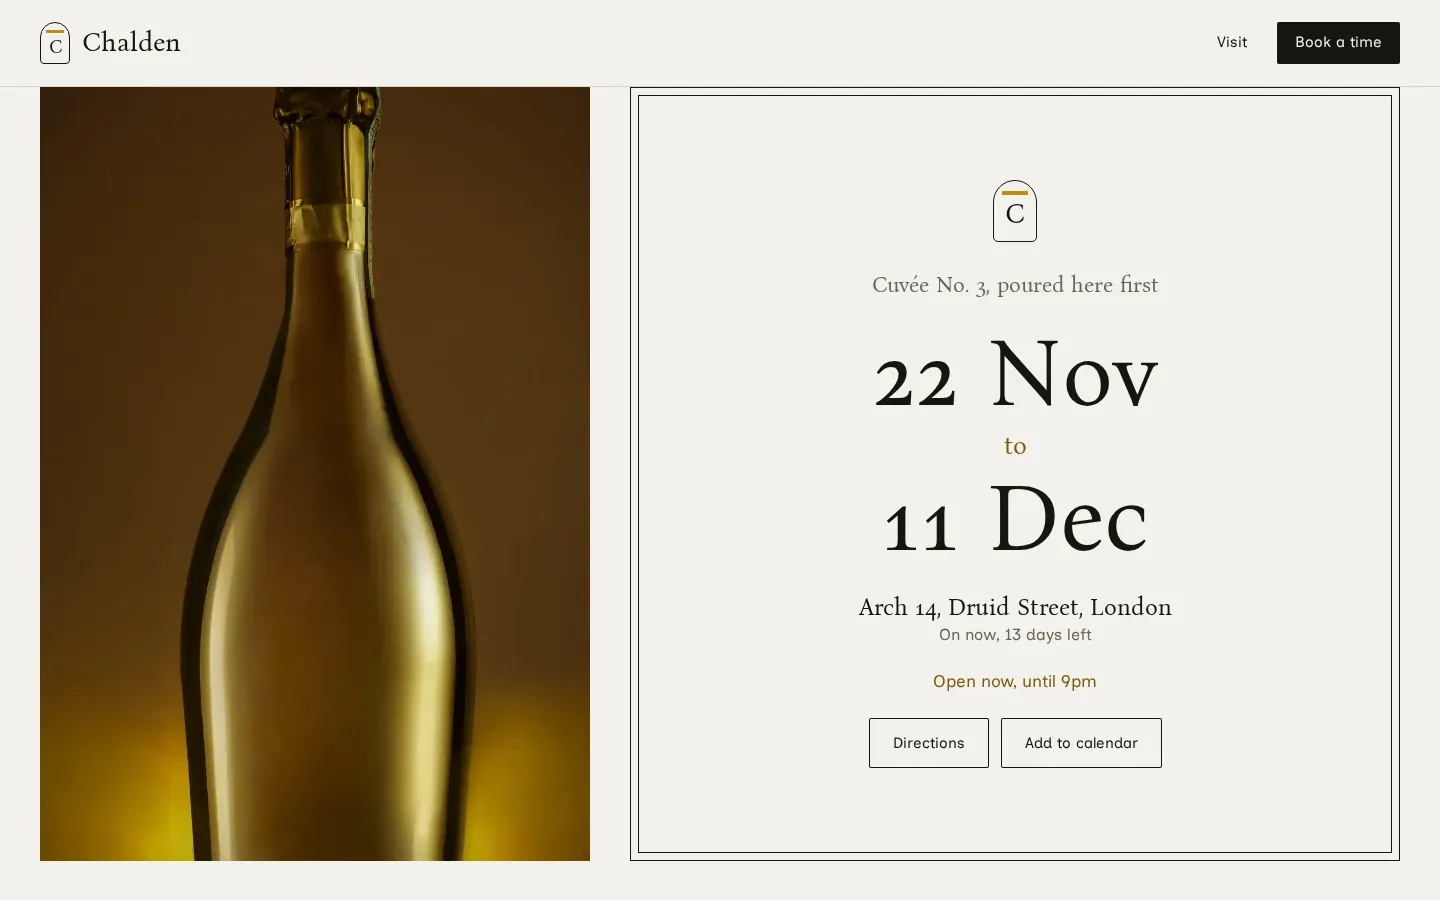 C
Chalden
Visit
Book a time
C
Cuvée No. 3, poured here first
22 Nov
to
11 Dec
Arch 14, Druid Street, London
On now, 13 days left
Open now, until 9pm
Directions
Add to calendar